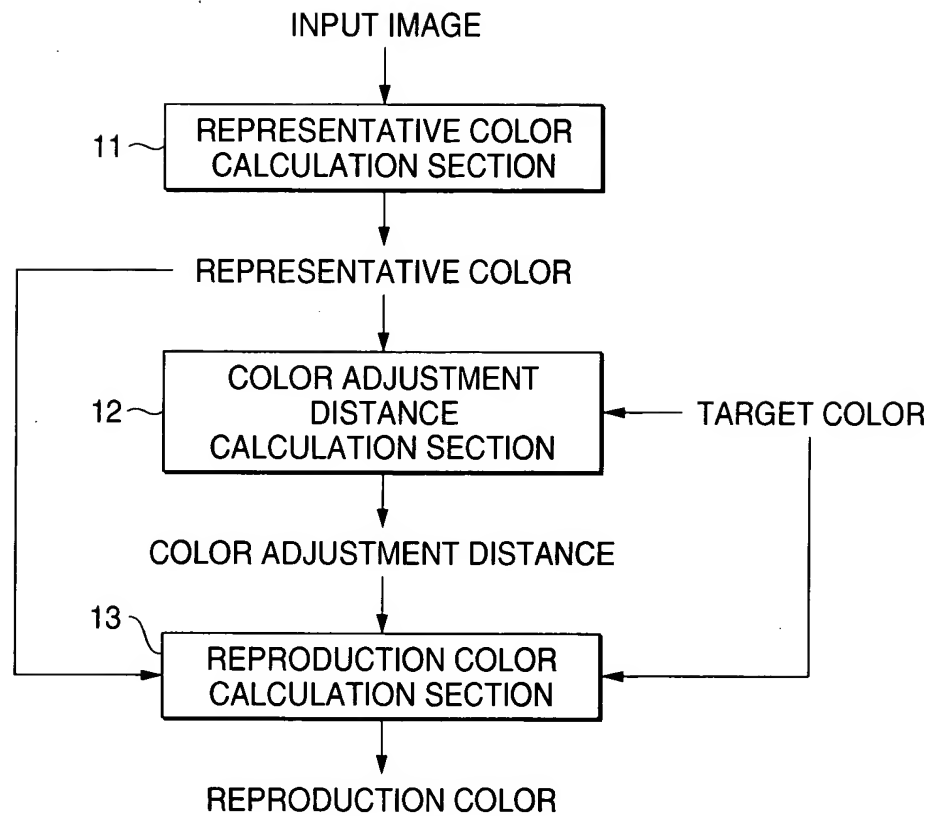 INPUT IMAGE
11
REPRESENTATIVE COLOR
CALCULATION SECTION
REPRESENTATIVE COLOR
12
COLOR ADJUSTMENT
DISTANCE
CALCULATION SECTION
TARGET COLOR
COLOR ADJUSTMENT DISTANCE
13
REPRODUCTION COLOR
CALCULATION SECTION
REPRODUCTION COLOR